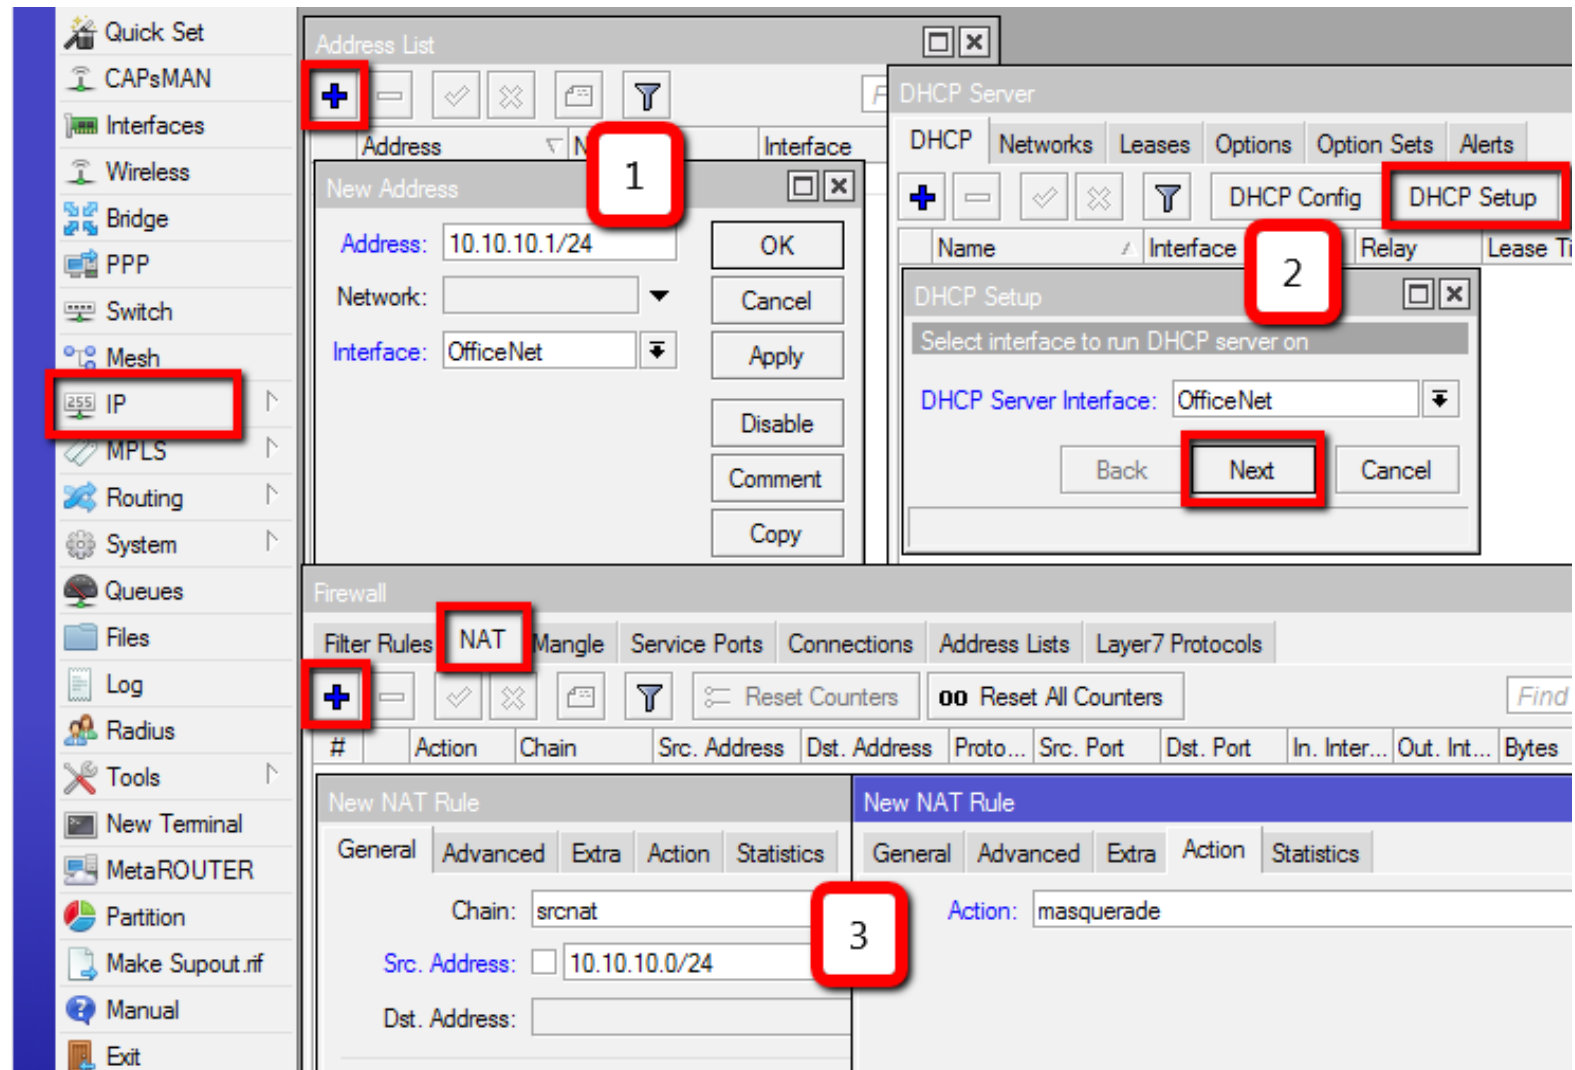 Quick Set
CAPsMAN
Interfaces
Wireless
Bridge
PPP
Switch
Mesh
255 IP
MPLS
Routing
System
Queues
Files
Log
Radius
Tools
New Terminal
MetaROUTER
Partition
Make Supout.rif
Manual
Exit
Address List
F
Address N Interface
1
New Address
Address: 10.10.10.1/24
OK
Network:
Cancel
Interface: OfficeNet
Apply
Disable
Comment
Copy
DHCP Server
DHCP Networks Leases Options Option Sets Alerts
DHCP Config DHCP Setup
Name Interface Relay Lease Ti
2
DHCP Setup
Select interface to run DHCP server on
DHCP Server Interface: OfficeNet
Back Next Cancel
Firewall
Filter Rules NAT Mangle Service Ports Connections Address Lists Layer7 Protocols
Reset Counters 00 Reset All Counters Find
# Action Chain Src. Address Dst. Address Proto... Src. Port Dst. Port In. Inter... Out. Int... Bytes
New NAT Rule
General Advanced Extra Action Statistics
Chain: srcnat
Src. Address: 10.10.10.0/24
Dst. Address:
3
New NAT Rule
General Advanced Extra Action Statistics
Action: masquerade